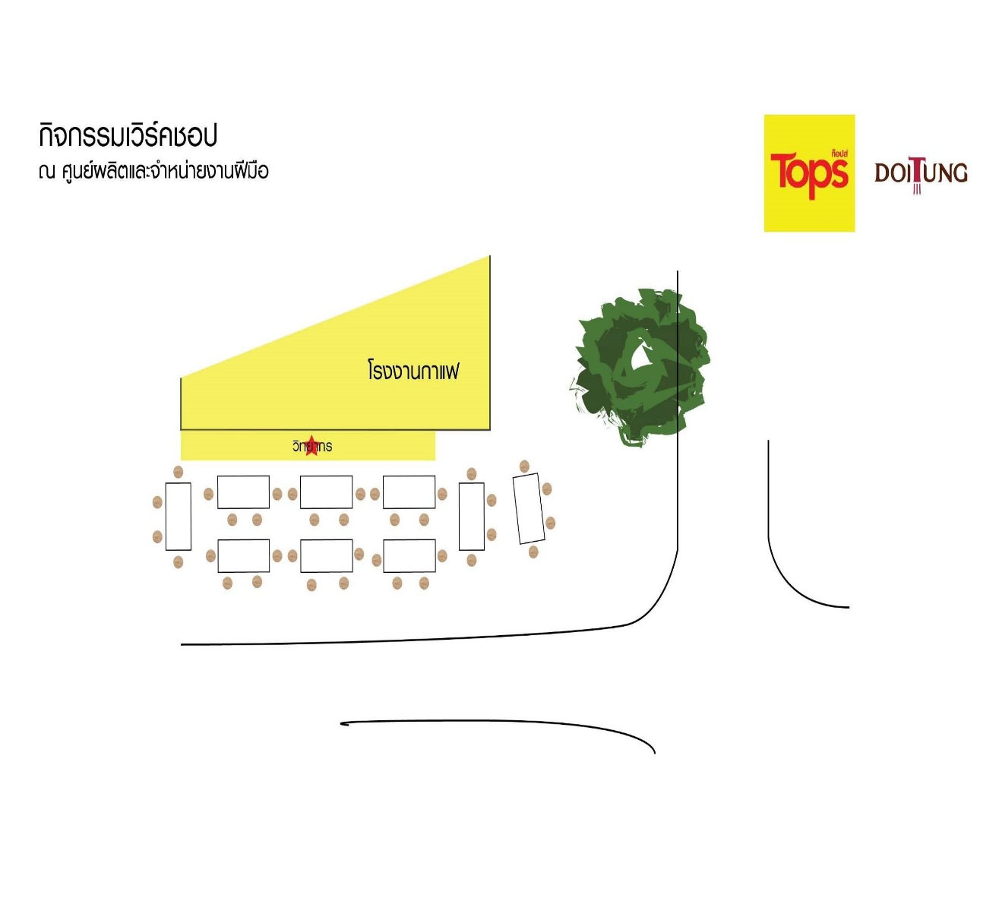 กิจกรรมเวิร์คชอป
ณ ศูนย์ผลิตและจำหน่ายงานฝีมือ
ท็อปส์
Tops
DOITUNG
โรงงานกาแฟ
วิทยากร